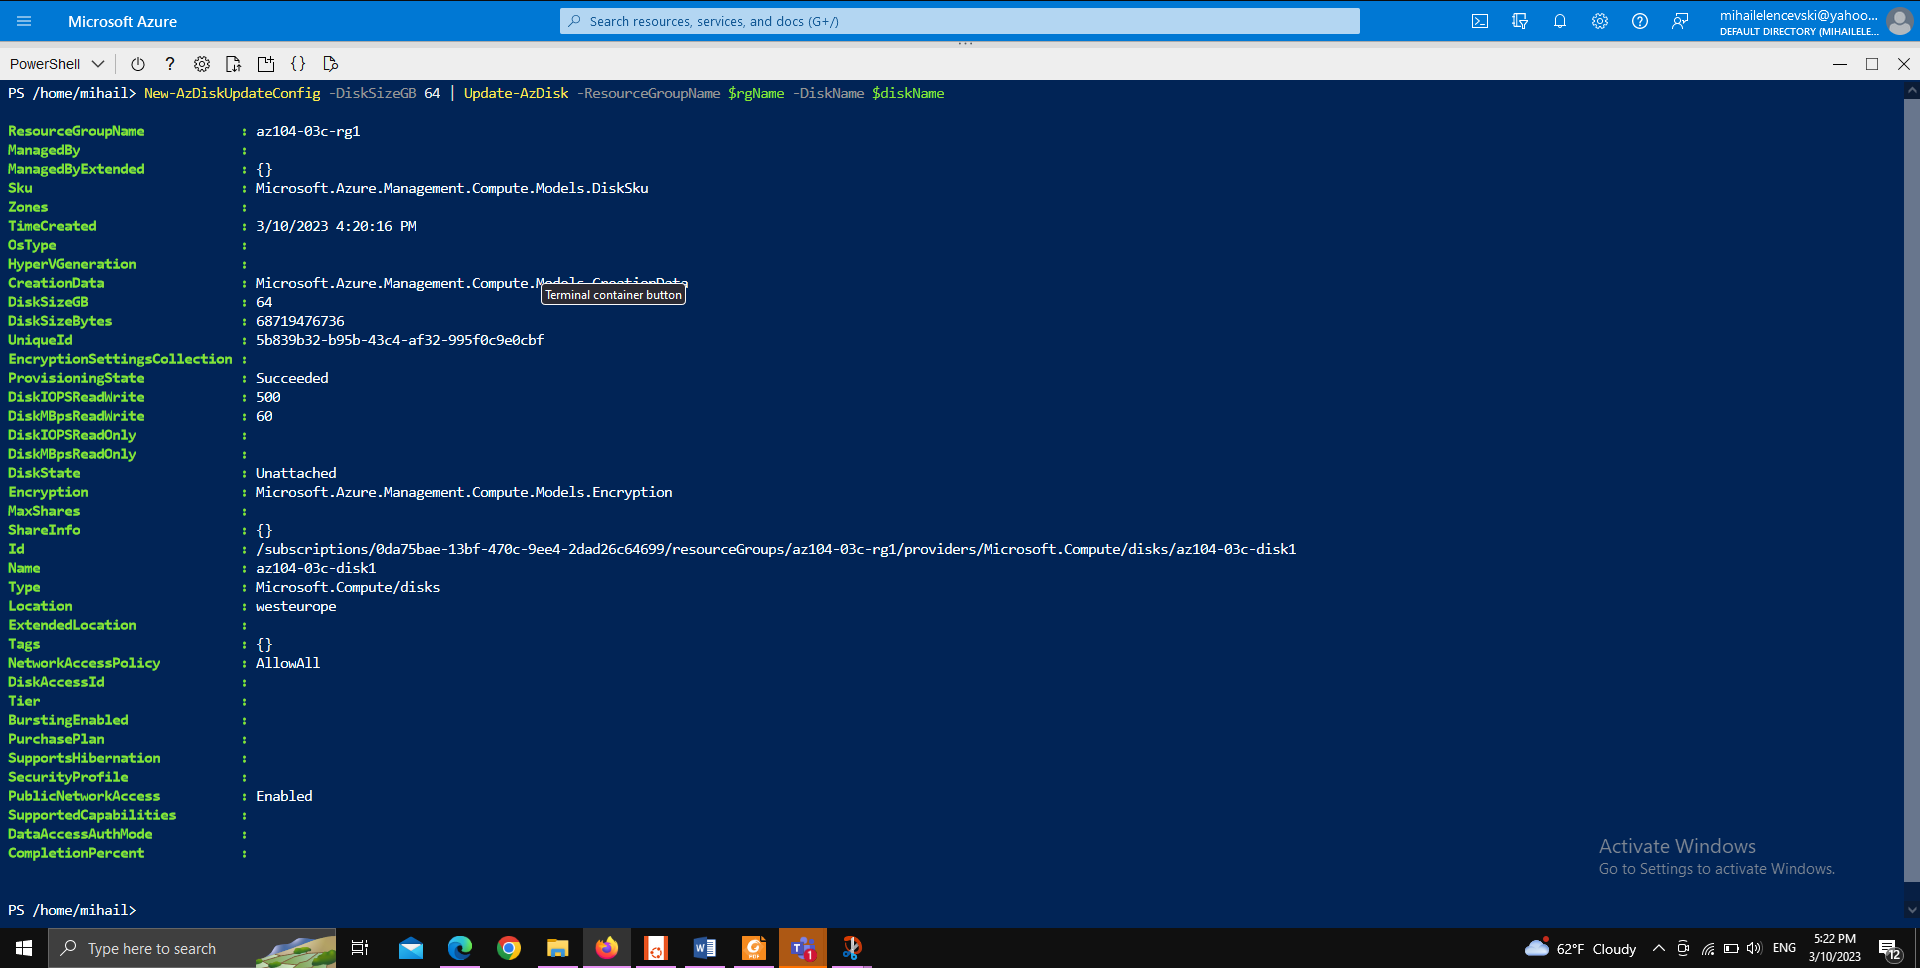 Microsoft Azure
Search resources, services, and docs (G+/)
mihailelencevski@yahoo...
DEFAULT DIRECTORY (MIHAILELE...
PowerShell
PS /home/mihail> New-AzDiskUpdateConfig -DiskSizeGB 64 | Update-AzDisk -ResourceGroupName $rgName -DiskName $diskName
ResourceGroupName : az104-03c-rg1
ManagedBy :
ManagedByExtended : {}
Sku : Microsoft.Azure.Management.Compute.Models.DiskSku
Zones :
TimeCreated : 3/10/2023 4:20:16 PM
OsType :
HyperVGeneration :
CreationData : Microsoft.Azure.Management.Compute.Models.CreationData
Terminal container button
DiskSizeGB : 64
DiskSizeBytes : 68719476736
UniqueId : 5b839b32-b95b-43c4-af32-995f0c9e0cbf
EncryptionSettingsCollection :
ProvisioningState : Succeeded
DiskIOPSReadWrite : 500
DiskMBpsReadWrite : 60
DiskIOPSReadOnly :
DiskMBpsReadOnly :
DiskState : Unattached
Encryption : Microsoft.Azure.Management.Compute.Models.Encryption
MaxShares :
ShareInfo : {}
Id : /subscriptions/0da75bae-13bf-470c-9ee4-2dad26c64699/resourceGroups/az104-03c-rg1/providers/Microsoft.Compute/disks/az104-03c-disk1
Name : az104-03c-disk1
Type : Microsoft.Compute/disks
Location : westeurope
ExtendedLocation :
Tags : {}
NetworkAccessPolicy : AllowAll
DiskAccessId :
Tier :
BurstingEnabled :
PurchasePlan :
SupportsHibernation :
SecurityProfile :
PublicNetworkAccess : Enabled
SupportedCapabilities :
DataAccessAuthMode :
CompletionPercent :
Activate Windows
Go to Settings to activate Windows.
PS /home/mihail>
Type here to search
1
62°F Cloudy
ENG
5:22 PM
3/10/2023
12